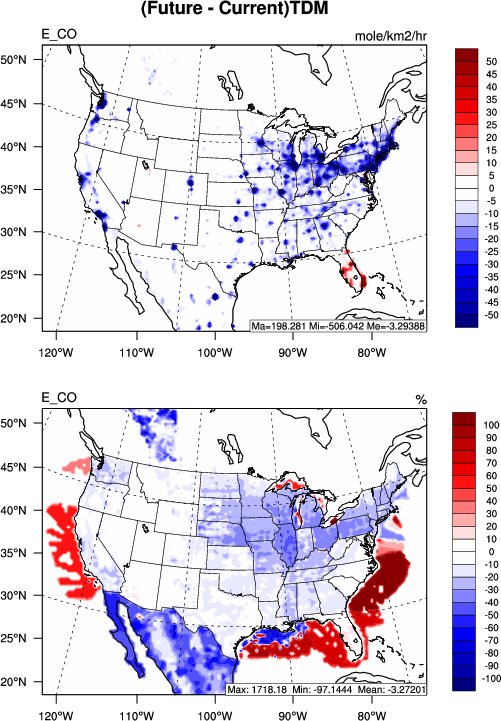 (Future - Current)TDM
E_CO mole/km2/hr
50°N
45°N
40°N
35°N
30°N
25°N
20°N
50
45
40
35
30
25
20
15
10
5
0
-5
-10
-15
-20
-25
-30
-35
-40
-45
-50
Ma=198.281 Mi=-506.042 Me=-3.29388
120°W 110°W 100°W 90°W 80°W
E_CO %
50°N
45°N
40°N
35°N
30°N
25°N
20°N
100
90
80
70
60
50
40
30
20
10
0
-10
-20
-30
-40
-50
-60
-70
-80
-90
-100
Max: 1718.18 Min: -97.1444 Mean: -3.27201
120°W 110°W 100°W 90°W 80°W